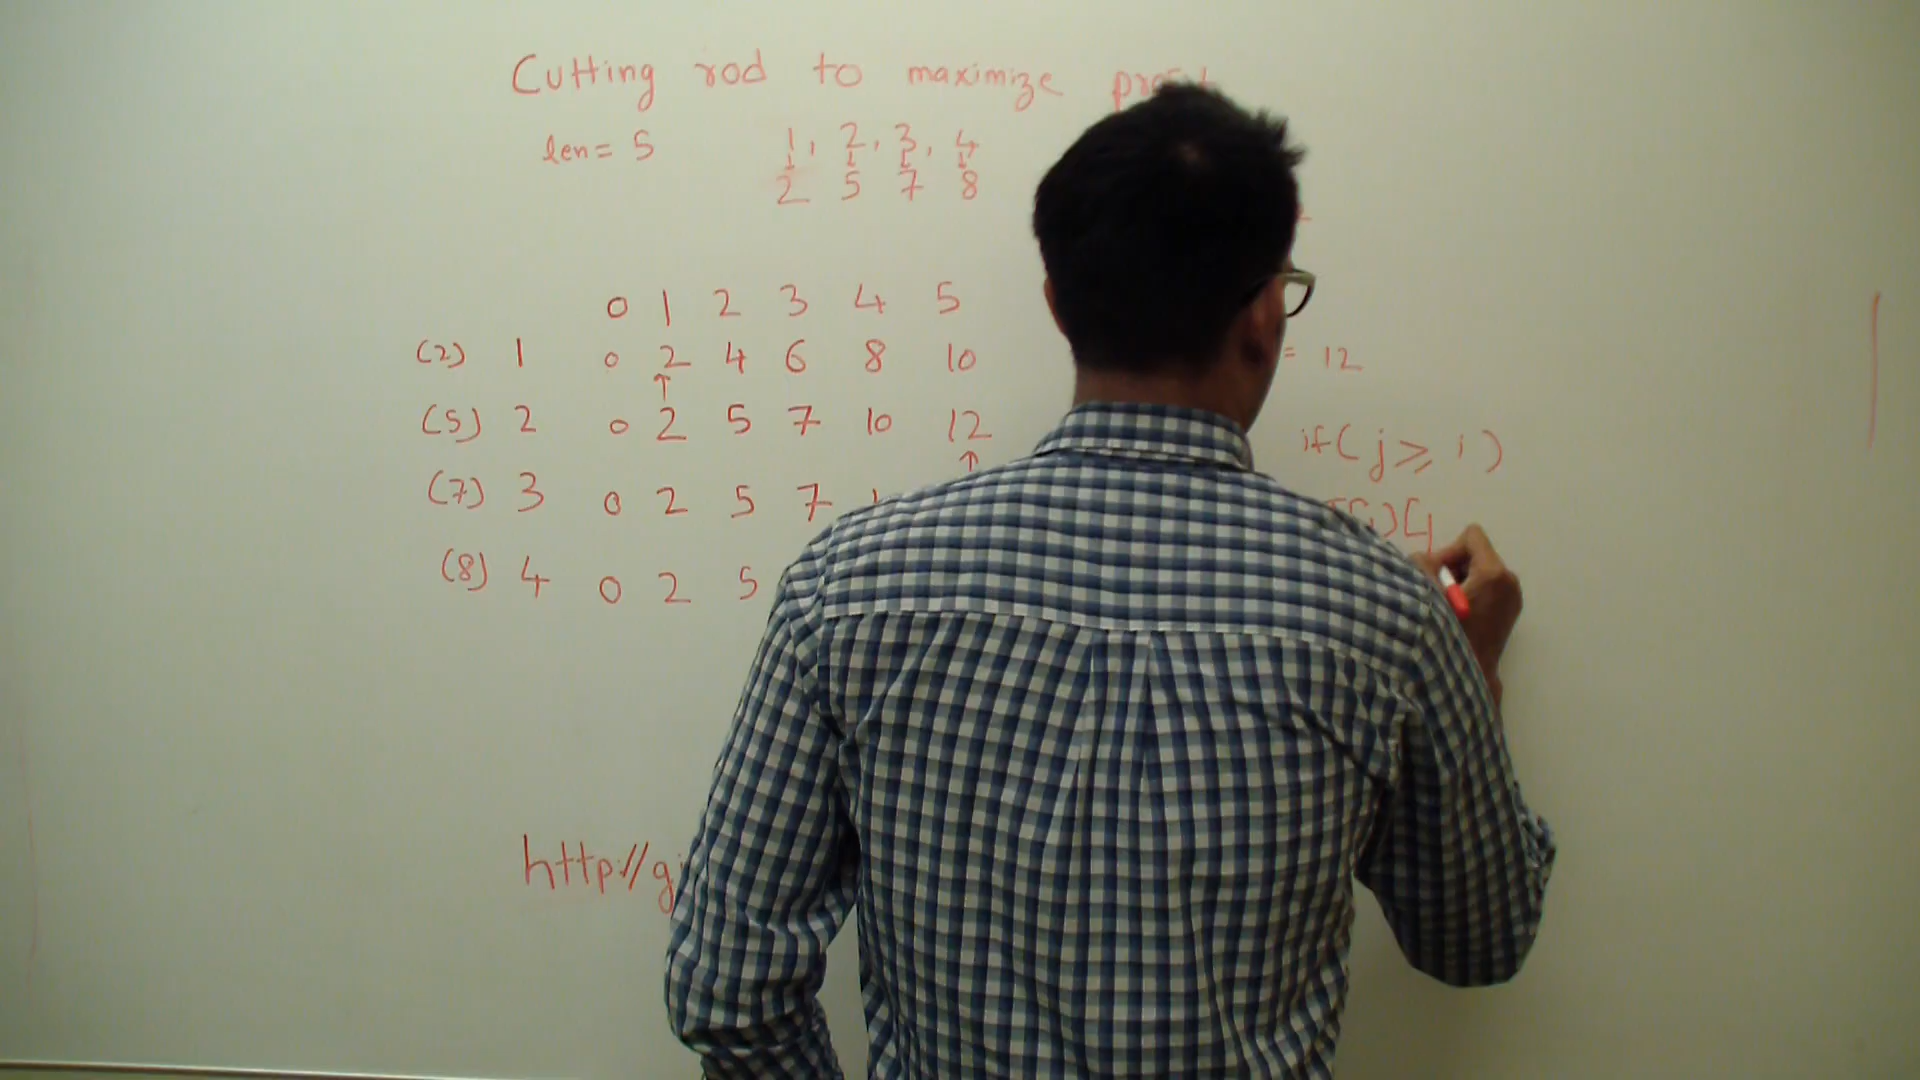 Cutting rod to maximize
len = 5 1, 2, 3, 4
2 5 7 8
0 1 2 3 4 5
(2) 1 0 2 4 6 8 10 = 12
↑
(5) 2 0 2 5 7 10 12 if( j ≥ i )
↑
(7) 3 0 2 5 7
(8) 4 0 2 5
http://g